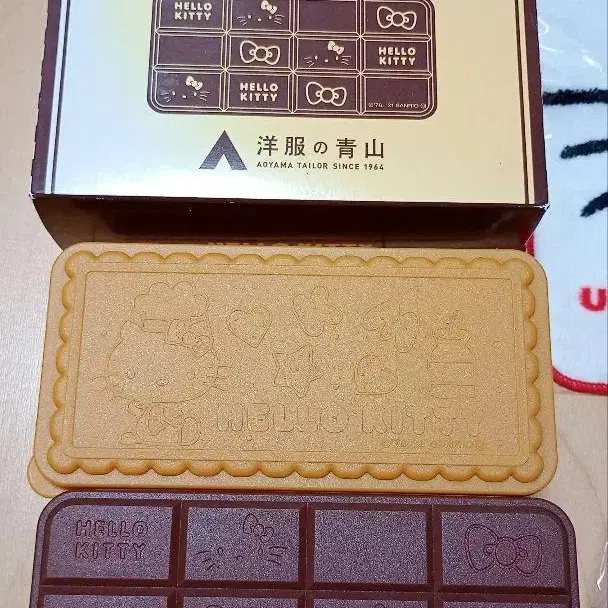 HELLO
KITTY
HELLO
KITTY
HELLO
KITTY
©'76, '21 SANRIO
洋服の青山
AOYAMA TAILOR SINCE 1964
U
HELLO KITTY
HELLO
KITTY